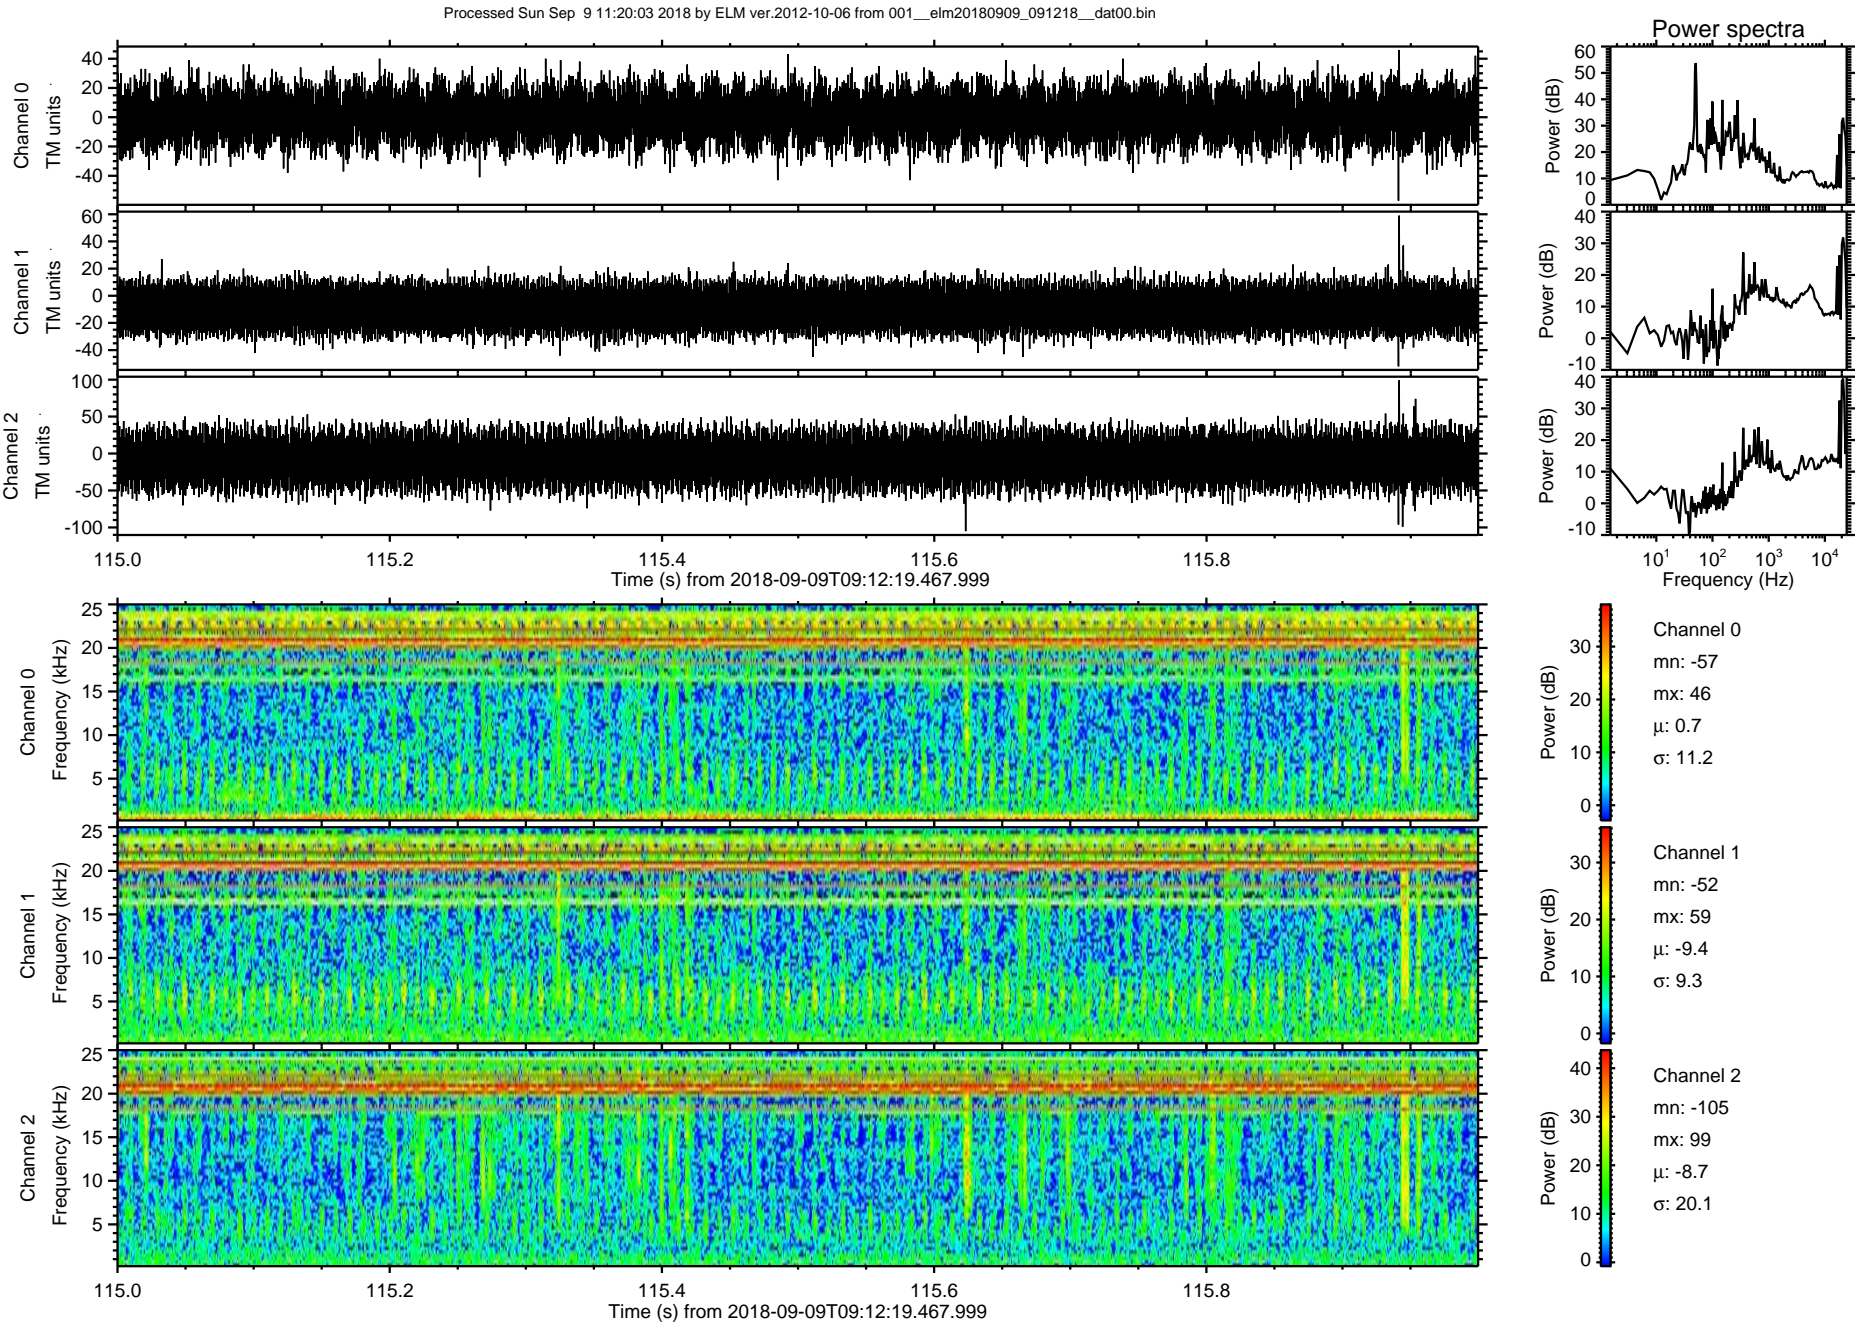 Processed Sun Sep  9 11:20:03 2018 by ELM ver.2012-10-06 from 001__elm20180909_091218__dat00.bin
Power spectra
Channel 0
TM units
40
20
0
-20
-40
Power (dB)
60
50
40
30
20
10
0
Channel 1
TM units
60
40
20
0
-20
-40
Power (dB)
40
30
20
10
0
-10
Channel 2
TM units
100
50
0
-50
-100
Power (dB)
40
30
20
10
0
-10
115.0 115.2 115.4 115.6 115.8
Time (s) from 2018-09-09T09:12:19.467.999
10¹ 10² 10³ 10⁴
Frequency (Hz)
Channel 0
Frequency (kHz)
25
20
15
10
5
Power (dB)
30
20
10
0
Channel 0
mn: -57
mx: 46
μ: 0.7
σ: 11.2
Channel 1
Frequency (kHz)
25
20
15
10
5
Power (dB)
30
20
10
0
Channel 1
mn: -52
mx: 59
μ: -9.4
σ: 9.3
Channel 2
Frequency (kHz)
25
20
15
10
5
Power (dB)
40
30
20
10
0
Channel 2
mn: -105
mx: 99
μ: -8.7
σ: 20.1
115.0 115.2 115.4 115.6 115.8
Time (s) from 2018-09-09T09:12:19.467.999